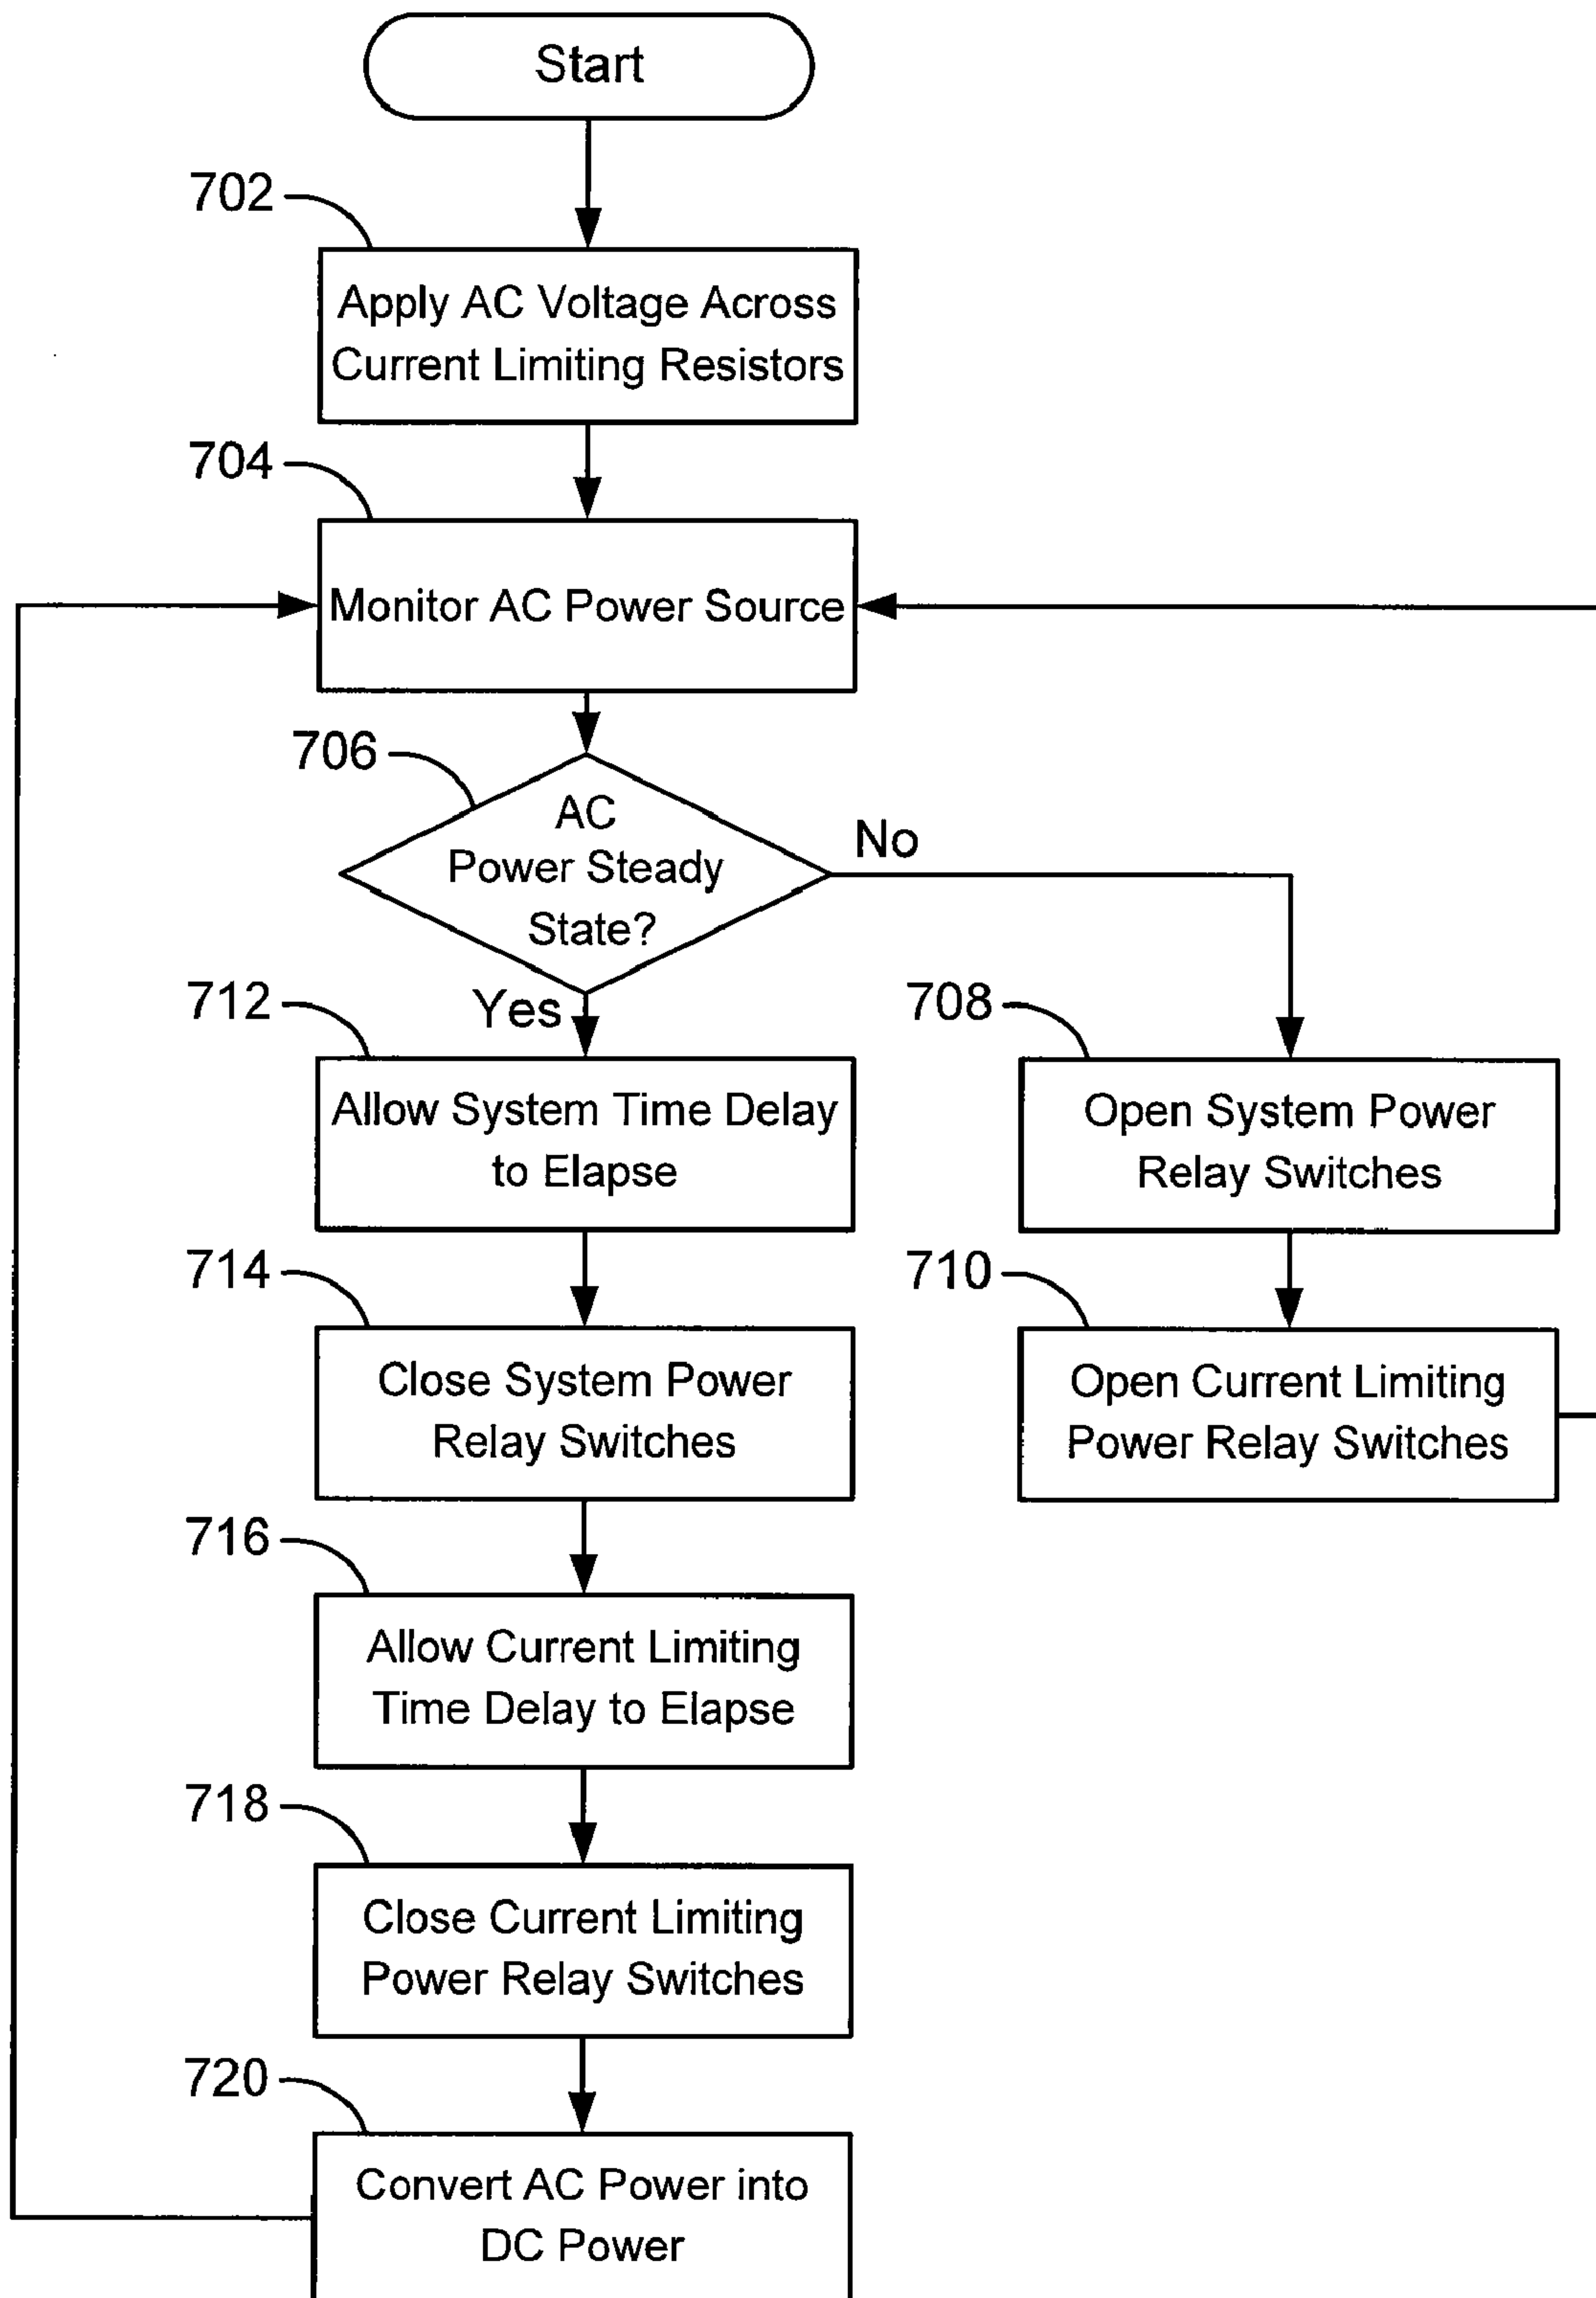 Start
702
Apply AC Voltage Across
Current Limiting Resistors
704
Monitor AC Power Source
706
AC
Power Steady
State?
No
Yes
712
Allow System Time Delay
to Elapse
708
Open System Power
Relay Switches
714
Close System Power
Relay Switches
710
Open Current Limiting
Power Relay Switches
716
Allow Current Limiting
Time Delay to Elapse
718
Close Current Limiting
Power Relay Switches
720
Convert AC Power into
DC Power